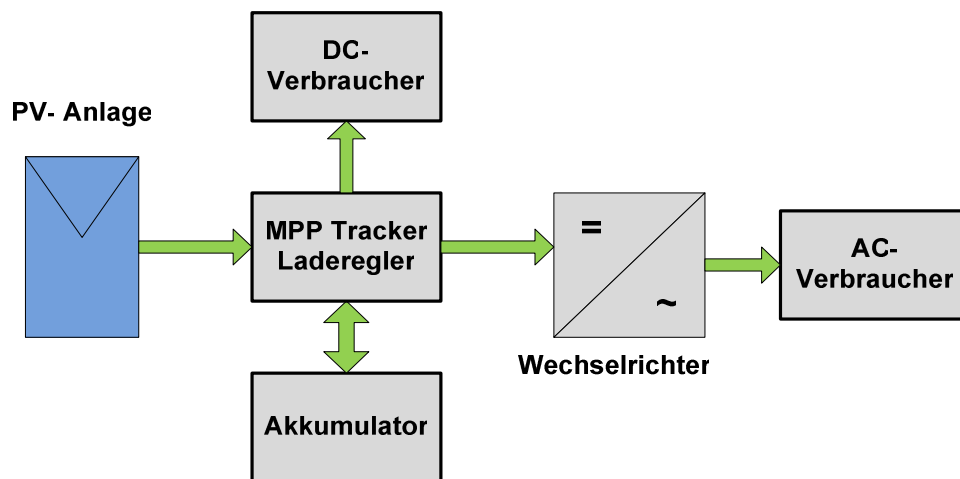 DC-
Verbraucher
PV- Anlage
MPP Tracker
Laderegler
=
~
AC-
Verbraucher
Wechselrichter
Akkumulator